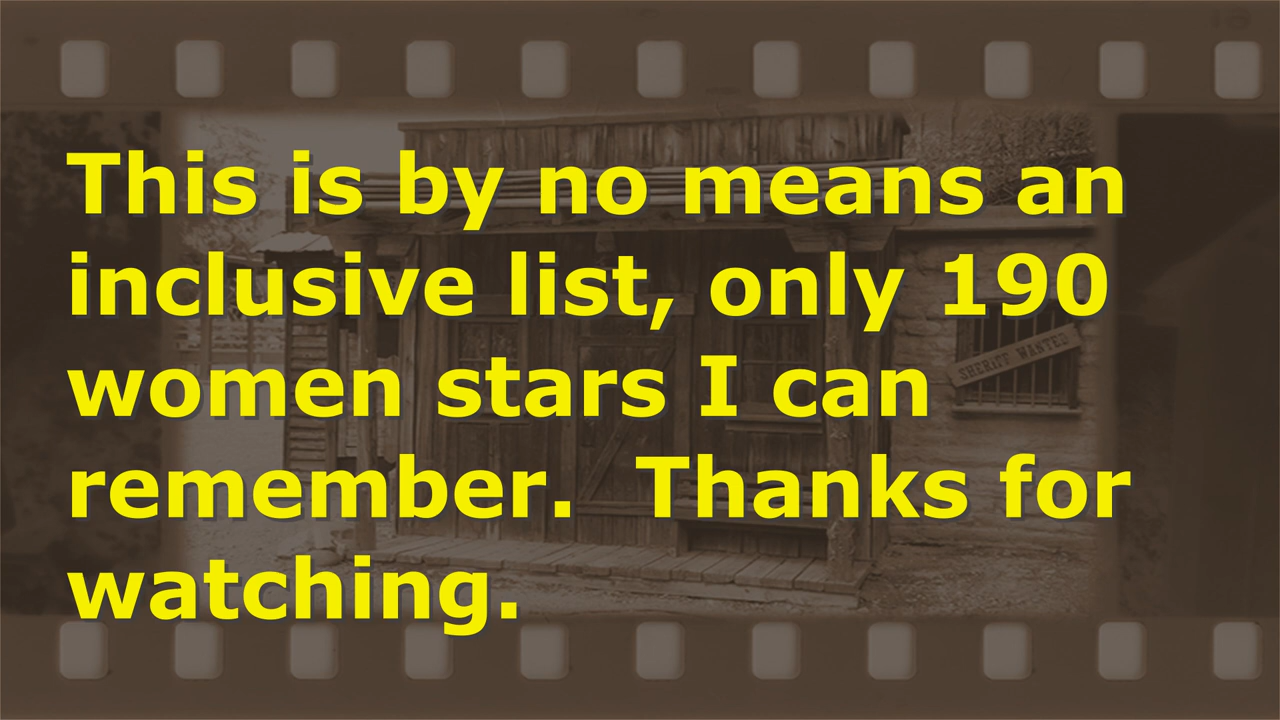 This is by no means an
inclusive list, only 190
women stars I can
remember.  Thanks for
watching.
SHERIFF WANTED